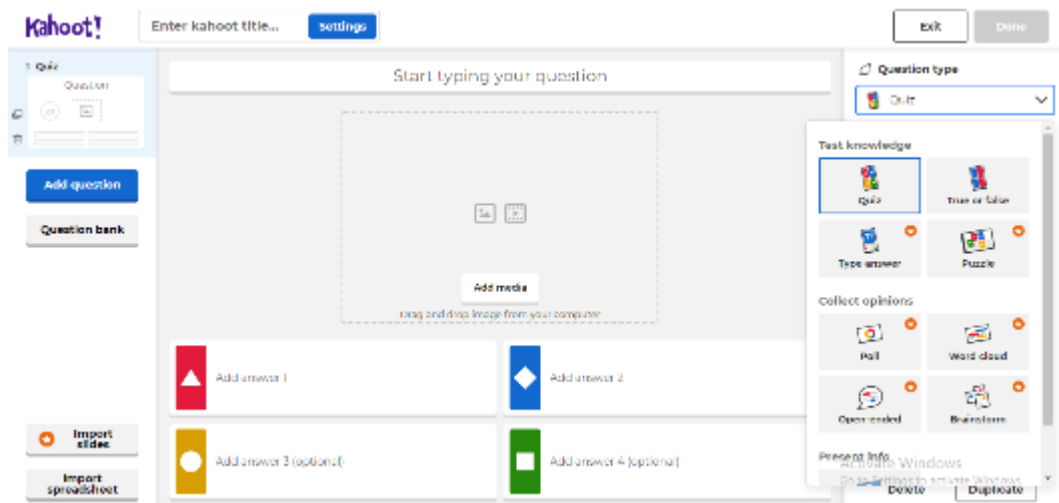 Kahoot!
Enter kahoot title...
Settings
Exit
Done
1 Quiz
Question
Add question
Question bank
Import
slides
Import
spreadsheet
Start typing your question
Add media
Drag and drop image from your computer
Add answer 1
Add answer 2
Add answer 3 (optional)
Add answer 4 (optional)
Question type
Quiz
Test knowledge
Quiz
True or false
Type answer
Puzzle
Collect opinions
Poll
Word cloud
Open-ended
Brainstorm
Present info
Activate Windows
Go to Settings to activate Windows.
Delete
Duplicate